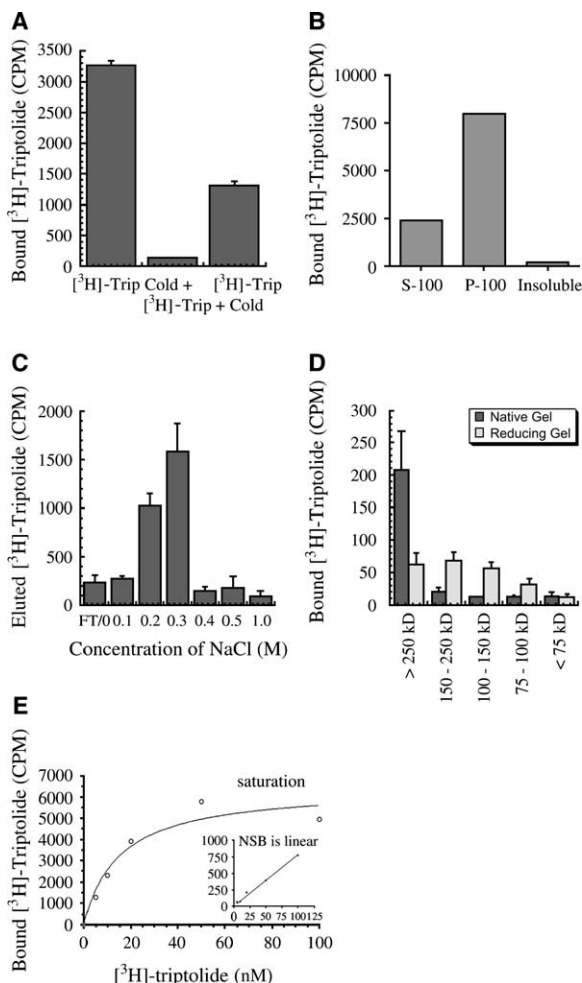 A
Bound [³H]-Triptolide (CPM)
3500
3000
2500
2000
1500
1000
500
0
[³H]-Trip Cold + [³H]-Trip
[³H]-Trip + Cold
B
Bound [³H]-Triptolide (CPM)
10000
7500
5000
2500
0
S-100 P-100 Insoluble
C
Eluted [³H]-Triptolide (CPM)
2000
1500
1000
500
0
FT/0 0.1 0.2 0.3 0.4 0.5 1.0
Concentration of NaCl (M)
D
Bound [³H]-Triptolide (CPM)
300
250
200
150
100
50
0
Native Gel
Reducing Gel
> 250 kD
150 - 250 kD
100 - 150 kD
75 - 100 kD
< 75 kD
E
Bound [³H]-Triptolide (CPM)
7000
6000
5000
4000
3000
2000
1000
0
saturation
NSB is linear
1000
750
500
250
0
0 25 50 75 100 125
0 20 40 60 80 100
[³H]-triptolide (nM)